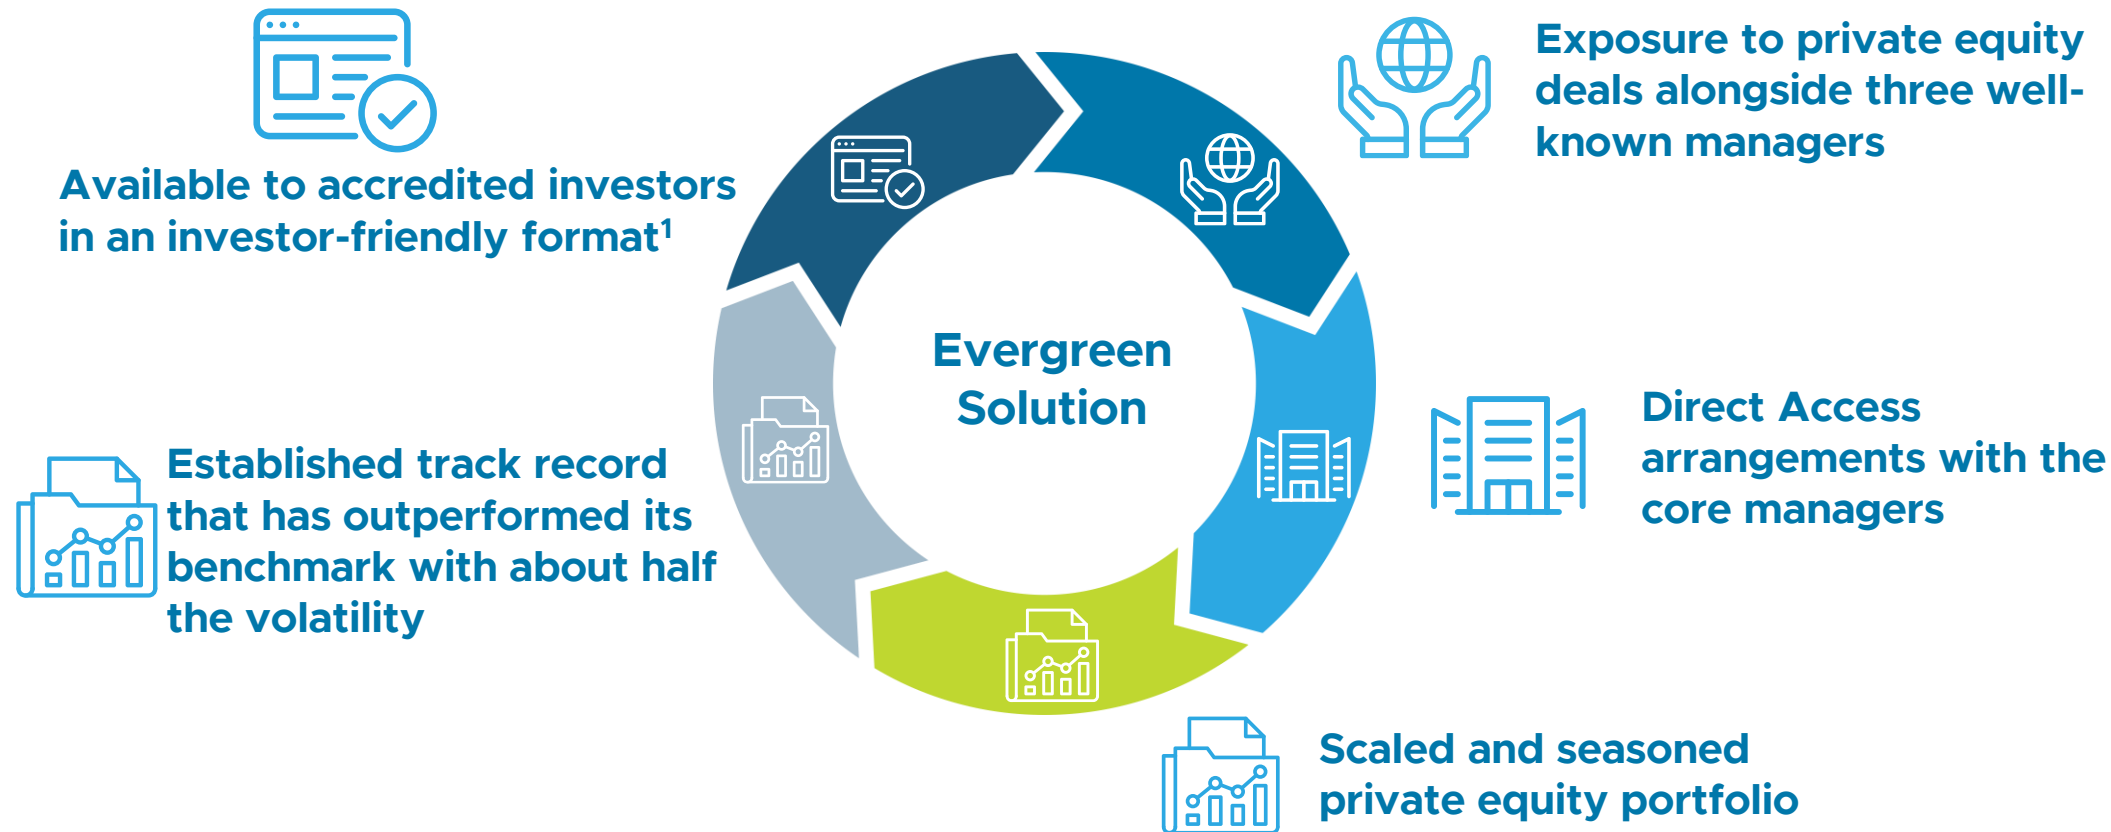 Available to accredited investors
in an investor-friendly format¹
Exposure to private equity
deals alongside three well-
known managers
Evergreen
Solution
Direct Access
arrangements with the
core managers
Established track record
that has outperformed its
benchmark with about half
the volatility
Scaled and seasoned
private equity portfolio